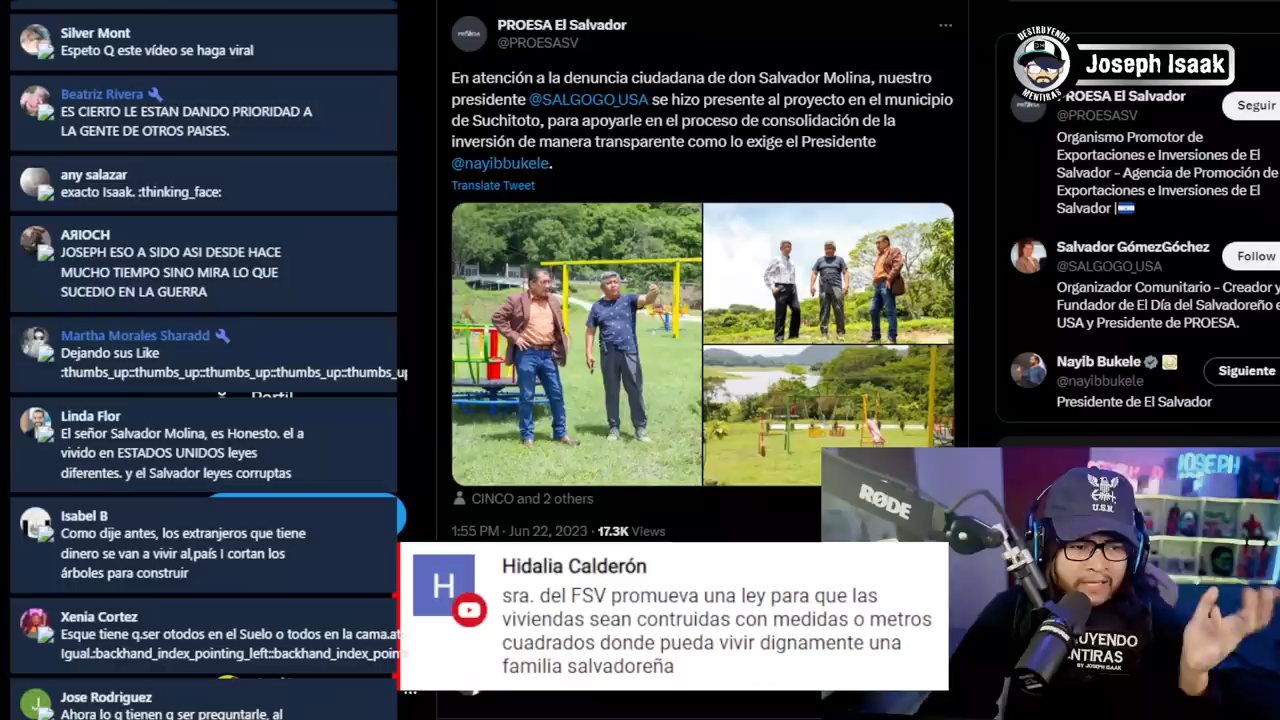 Silver Mont
Espeto Q este vídeo se haga viral
Beatriz Rivera
ES CIERTO LE ESTAN DANDO PRIORIDAD A
LA GENTE DE OTROS PAISES.
any salazar
exacto Isaak. :thinking_face:
AЯIOCH
JOSEPH ESO A SIDO ASI DESDE HACE
MUCHO TIEMPO SINO MIRA LO QUE
SUCEDIO EN LA GUERRA
Martha Morales Sharadd
Dejando sus Like
:thumbs_up::thumbs_up::thumbs_up::thumbs_up::thumbs_up
Perfil
Linda Flor
El señor Salvador Molina, es Honesto. el a
vivido en ESTADOS UNIDOS leyes
diferentes. y el Salvador leyes corruptas
Isabel B
Como dije antes, los extranjeros que tiene
dinero se van a vivir al,país I cortan los
árboles para construir
Xenia Cortez
Esque tiene q.ser otodos en el Suelo o todos en la cama.at
Igual.:backhand_index_pointing_left::backhand_index_poin
Jose Rodriguez
Ahora lo q tienen q ser preguntarle, al
PROESA El Salvador
@PROESASV
En atención a la denuncia ciudadana de don Salvador Molina, nuestro
presidente @SALGOGO_USA se hizo presente al proyecto en el municipio
de Suchitoto, para apoyarle en el proceso de consolidación de la
inversión de manera transparente como lo exige el Presidente
@nayibbukele.
Translate Tweet
CINCO and 2 others
1:55 PM · Jun 22, 2023 · 17.3K Views
H
Hidalia Calderón
sra. del FSV promueva una ley para que las
viviendas sean contruidas con medidas o metros
cuadrados donde pueda vivir dignamente una
familia salvadoreña
DESTRUYENDO
MENTIRAS
Joseph Isaak
PROESA El Salvador
@PROESASV
Seguir
Organismo Promotor de
Exportaciones e Inversiones de El
Salvador - Agencia de Promoción de
Exportaciones e Inversiones de El
Salvador |
Salvador GómezGóchez
@SALGOGO_USA
Follow
Organizador Comunitario - Creador y
Fundador de El Día del Salvadoreño e
USA y Presidente de PROESA.
Nayib Bukele
@nayibbukele
Siguiente
Presidente de El Salvador
RØDE
JOSEPH
U.S.N.
RUYENDO
ENTIRAS
BY JOSEPH ISAAK